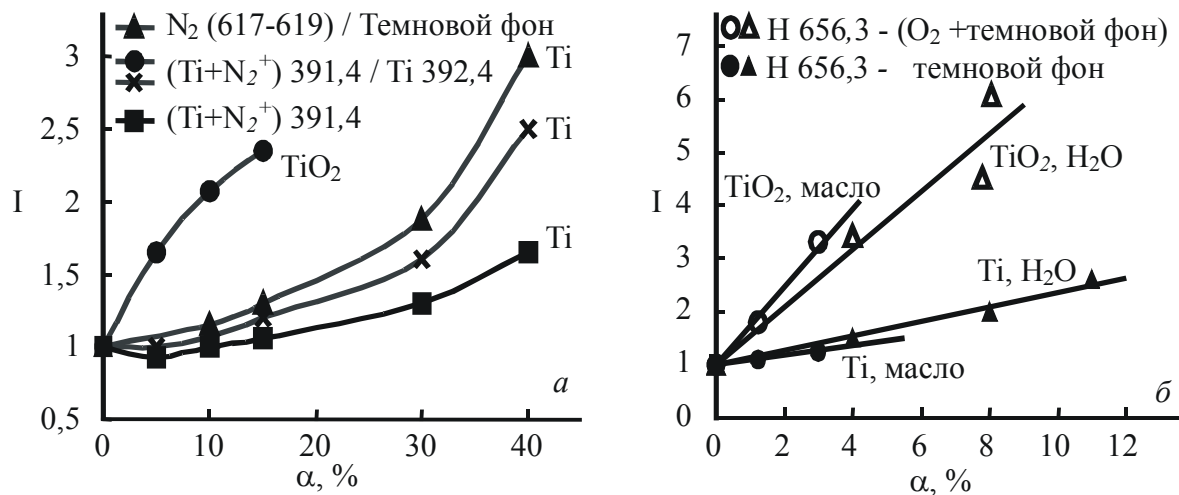 N₂ (617-619) / Темновой фон
(Ti+N₂⁺) 391,4 / Ti 392,4
(Ti+N₂⁺) 391,4
3
2,5
2
1,5
1
0,5
I
Ti
Ti
Ti
TiO₂
а
0 10 20 30 40
α, %
H 656,3 - (O₂ +темновой фон)
H 656,3 - темновой фон
7
6
5
4
3
2
1
0
I
TiO₂, H₂O
TiO₂, масло
Ti, H₂O
Ti, масло
б
0 2 4 6 8 10 12
α, %